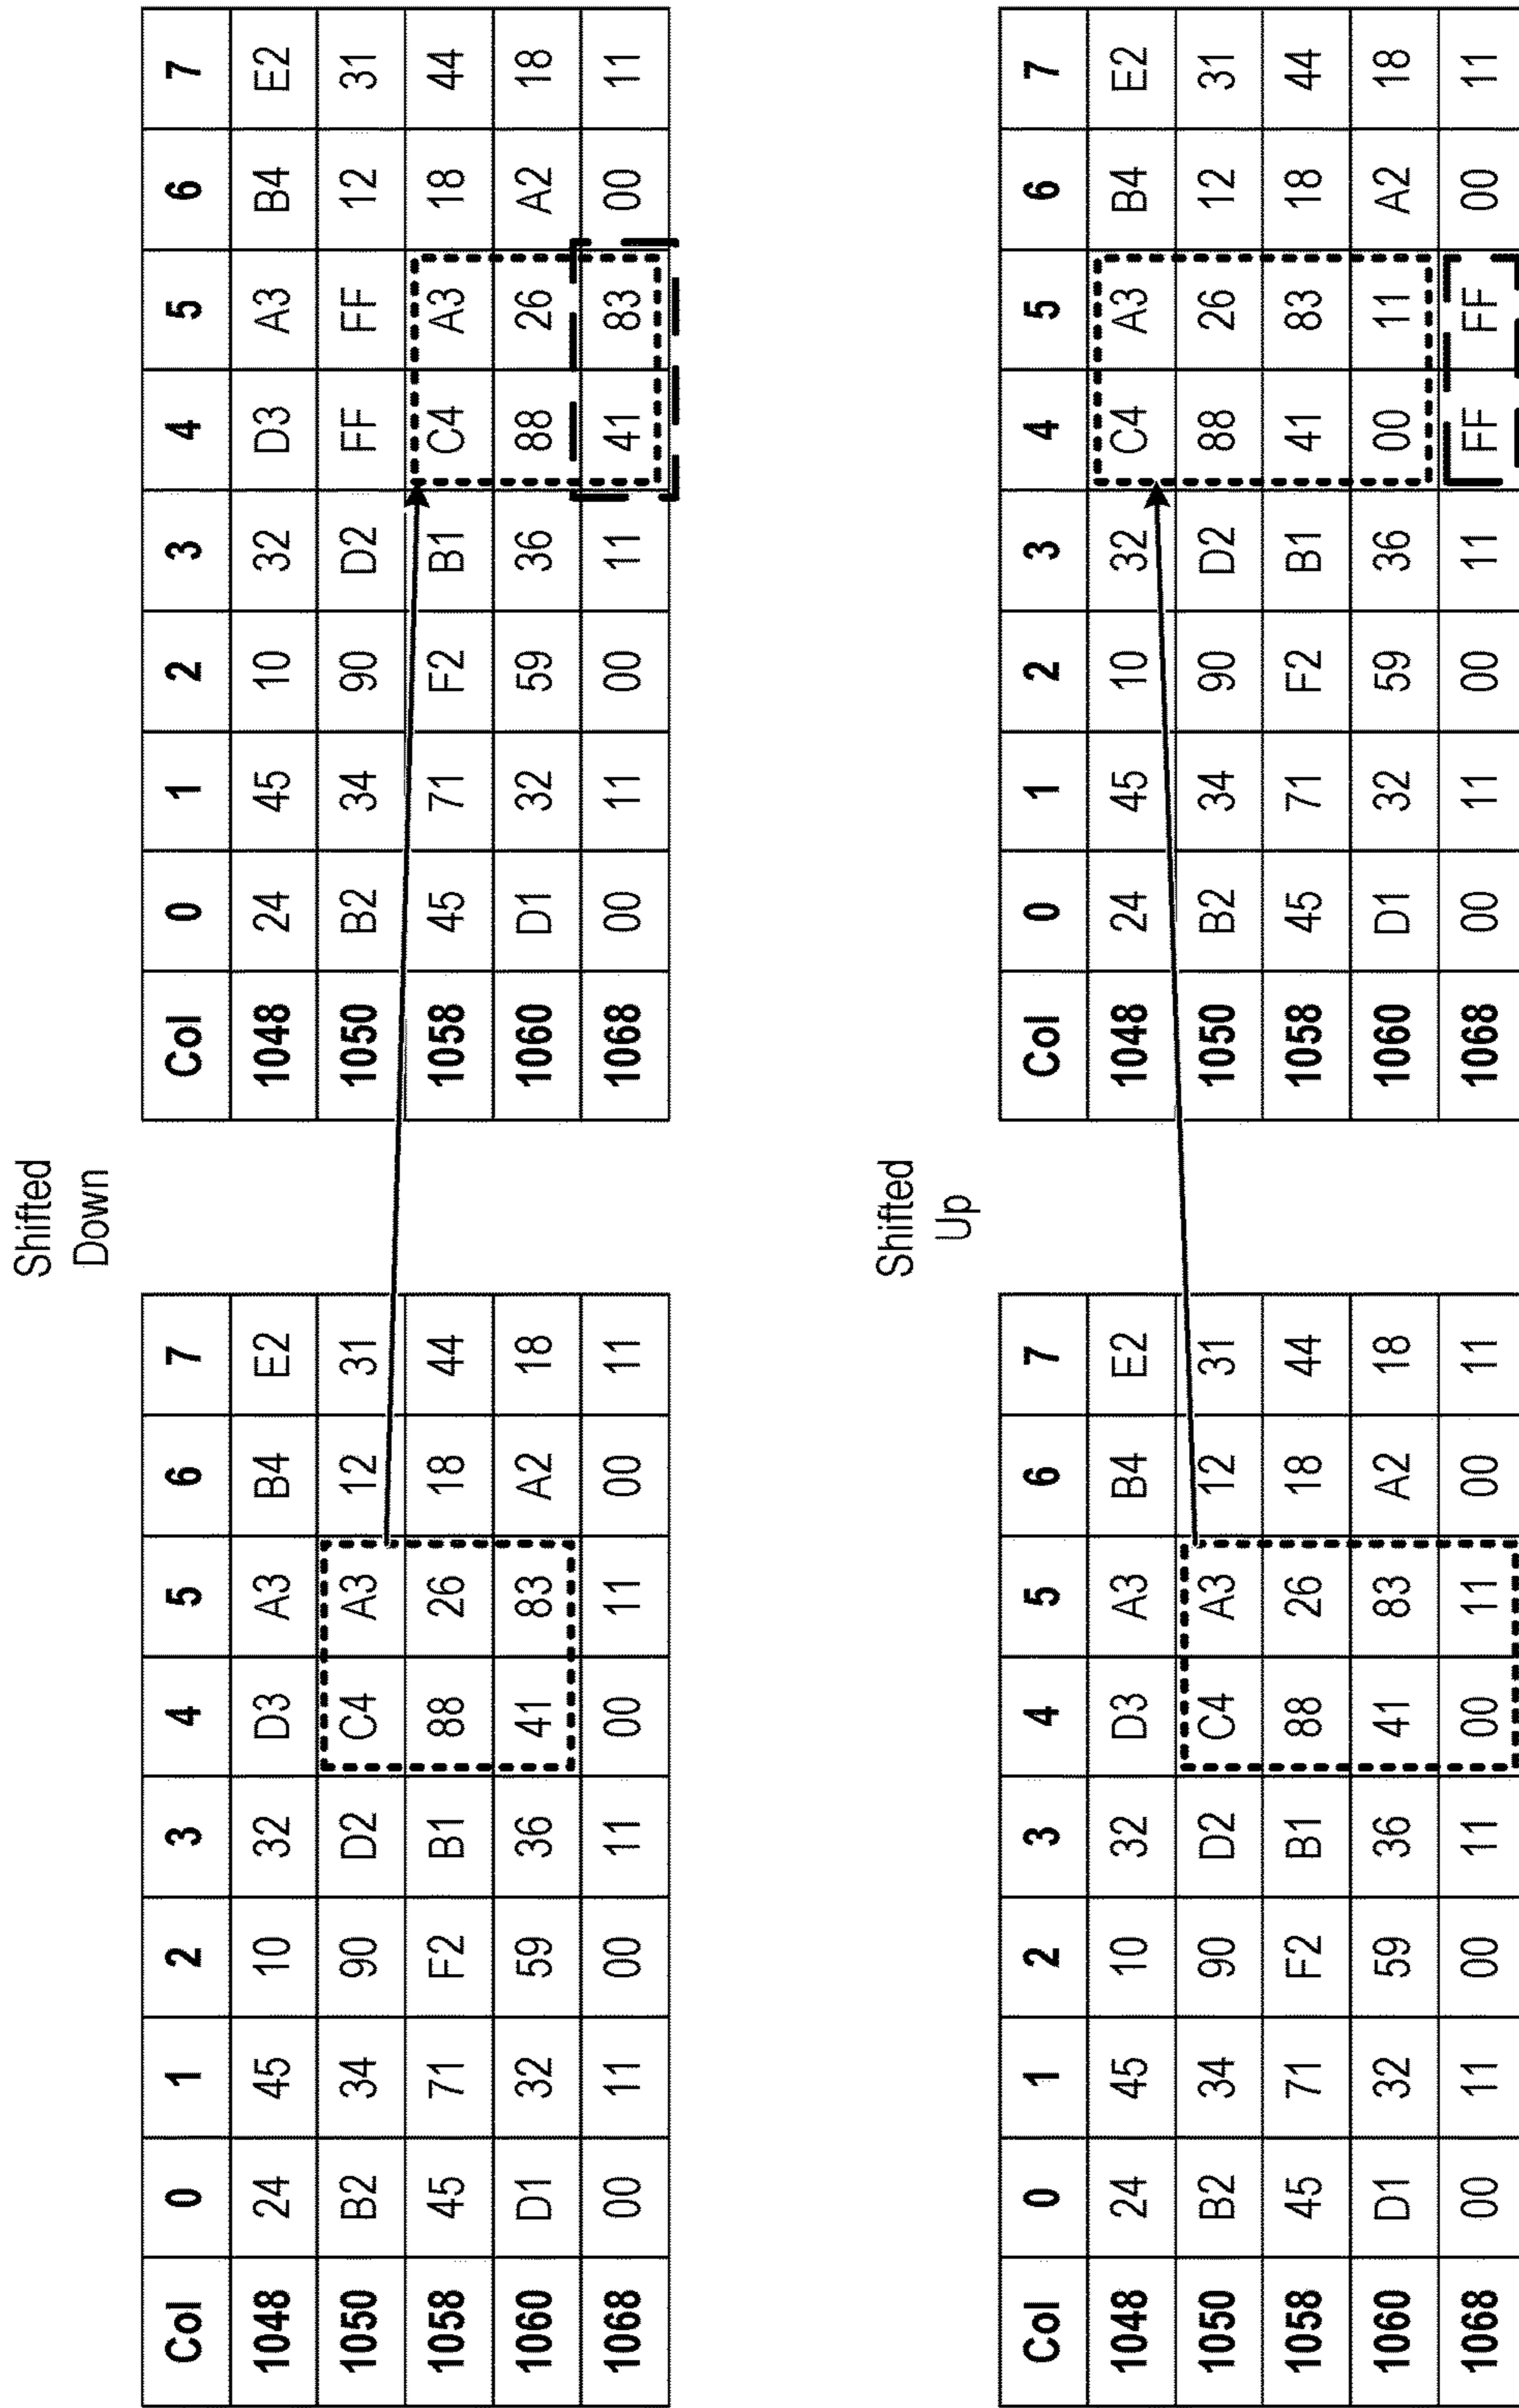 Shifted
Down
Col 0 1 2 3 4 5 6 7
1048 24 45 10 32 D3 A3 B4 E2
1050 B2 34 90 D2 C4 A3 12 31
1058 45 71 F2 B1 88 26 18 44
1060 D1 32 59 36 41 83 A2 18
1068 00 11 00 11 00 11 00 11
Col 0 1 2 3 4 5 6 7
1048 24 45 10 32 D3 A3 B4 E2
1050 B2 34 90 D2 FF FF 12 31
1058 45 71 F2 B1 C4 A3 18 44
1060 D1 32 59 36 88 26 A2 18
1068 00 11 00 11 41 83 00 11
Shifted
Up
Col 0 1 2 3 4 5 6 7
1048 24 45 10 32 D3 A3 B4 E2
1050 B2 34 90 D2 C4 A3 12 31
1058 45 71 F2 B1 88 26 18 44
1060 D1 32 59 36 41 83 A2 18
1068 00 11 00 11 00 11 00 11
Col 0 1 2 3 4 5 6 7
1048 24 45 10 32 C4 A3 B4 E2
1050 B2 34 90 D2 88 26 12 31
1058 45 71 F2 B1 41 83 18 44
1060 D1 32 59 36 00 11 A2 18
1068 00 11 00 11 FF FF 00 11